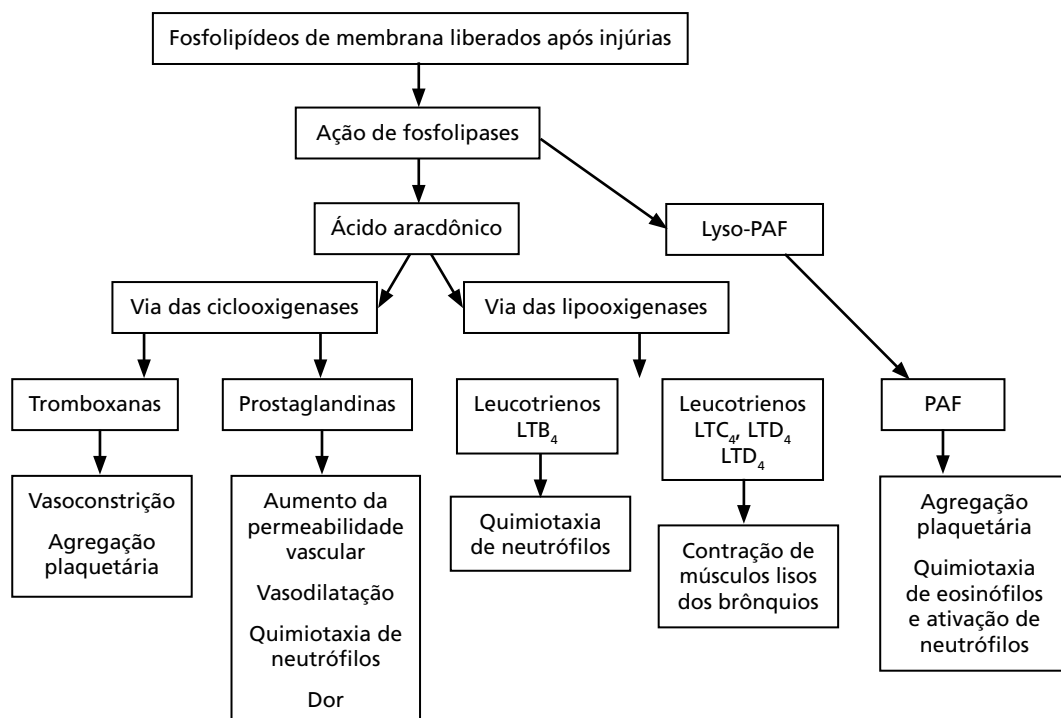 Fosfolipídeos de membrana liberados após injúrias
Ação de fosfolipases
Ácido aracdônico
Lyso-PAF
Via das ciclooxigenases
Via das lipooxigenases
Tromboxanas
Prostaglandinas
Leucotrienos
LTB₄
Leucotrienos
LTC₄, LTD₄
LTD₄
PAF
Vasoconstrição
Agregação
plaquetária
Aumento da
permeabilidade
vascular
Vasodilatação
Quimiotaxia de
neutrófilos
Dor
Quimiotaxia
de neutrófilos
Contração de
músculos lisos
dos brônquios
Agregação
plaquetária
Quimiotaxia
de eosinófilos
e ativação de
neutrófilos